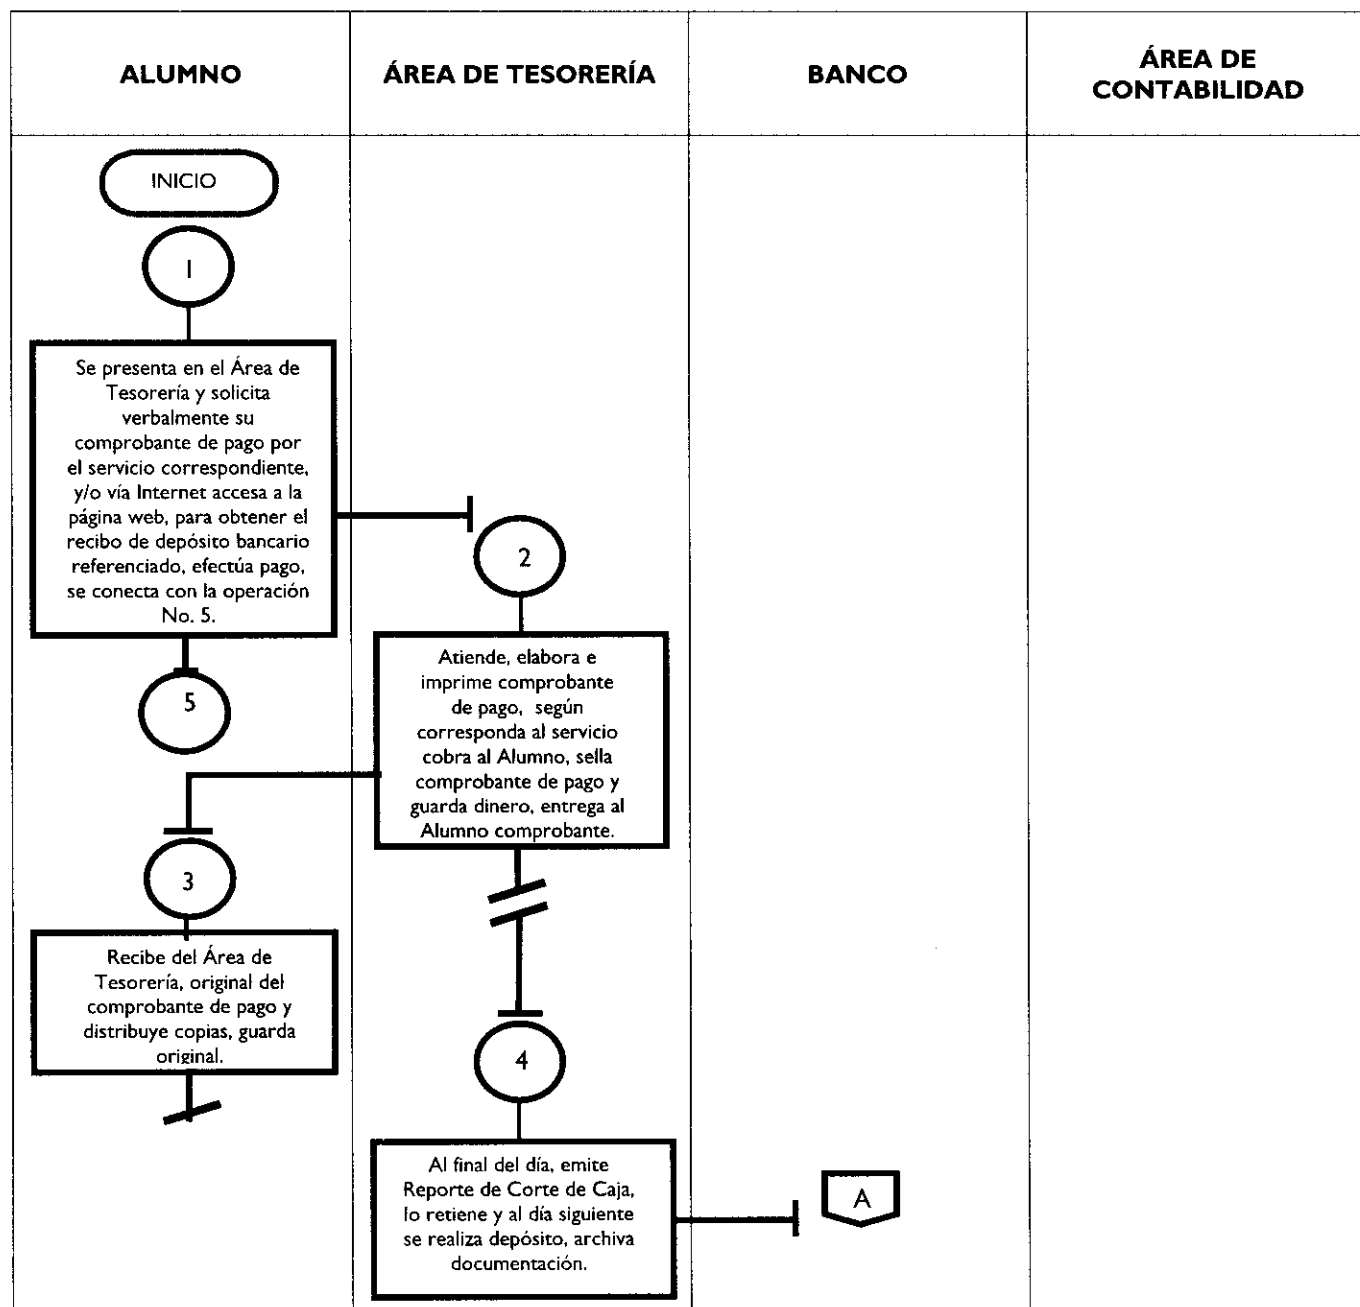 ALUMNO
ÁREA DE TESORERÍA
BANCO
ÁREA DE
CONTABILIDAD
INICIO
1
Se presenta en el Área de
Tesorería y solicita
verbalmente su
comprobante de pago por
el servicio correspondiente,
y/o vía Internet accesa a la
página web, para obtener el
recibo de depósito bancario
referenciado, efectúa pago,
se conecta con la operación
No. 5.
2
5
Atiende, elabora e
imprime comprobante
de pago, según
corresponda al servicio
cobra al Alumno, sella
comprobante de pago y
guarda dinero, entrega al
Alumno comprobante.
3
Recibe del Área de
Tesorería, original del
comprobante de pago y
distribuye copias, guarda
original.
4
Al final del día, emite
Reporte de Corte de Caja,
lo retiene y al día siguiente
se realiza depósito, archiva
documentación.
A